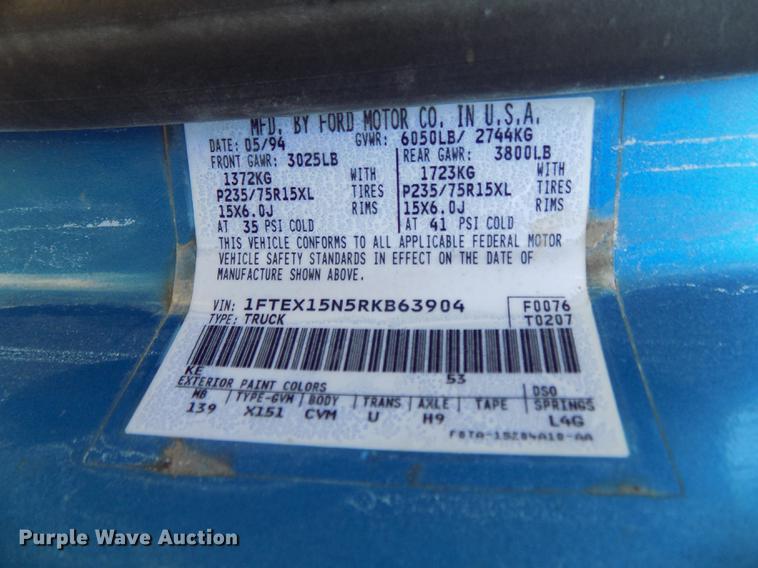 MFD. BY FORD MOTOR CO. IN U.S.A.
DATE: 05/94 GVWR: 6050LB/ 2744KG
FRONT GAWR: 3025LB REAR GAWR: 3800LB
1372KG WITH 1723KG WITH
P235/75R15XL TIRES P235/75R15XL TIRES
15X6.0J RIMS 15X6.0J RIMS
AT 35 PSI COLD AT 41 PSI COLD
THIS VEHICLE CONFORMS TO ALL APPLICABLE FEDERAL MOTOR
VEHICLE SAFETY STANDARDS IN EFFECT ON THE DATE OF
MANUFACTURE SHOWN ABOVE.
VIN: 1FTEX15N5RKB63904 F0076
TYPE: TRUCK T0207
KE 53
EXTERIOR PAINT COLORS DSO
WB TYPE-GVM BODY TRANS AXLE TAPE SPRINGS
139 X151 CVM U H9 L4G
F8TA-15284A10-AA
Purple Wave Auction